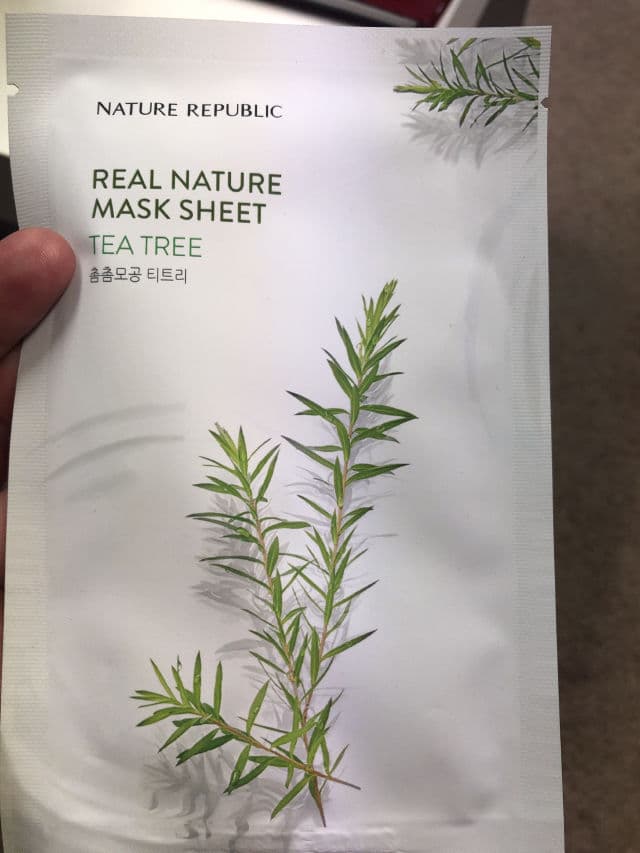 NATURE REPUBLIC
REAL NATURE
MASK SHEET
TEA TREE
촘촘모공 티트리